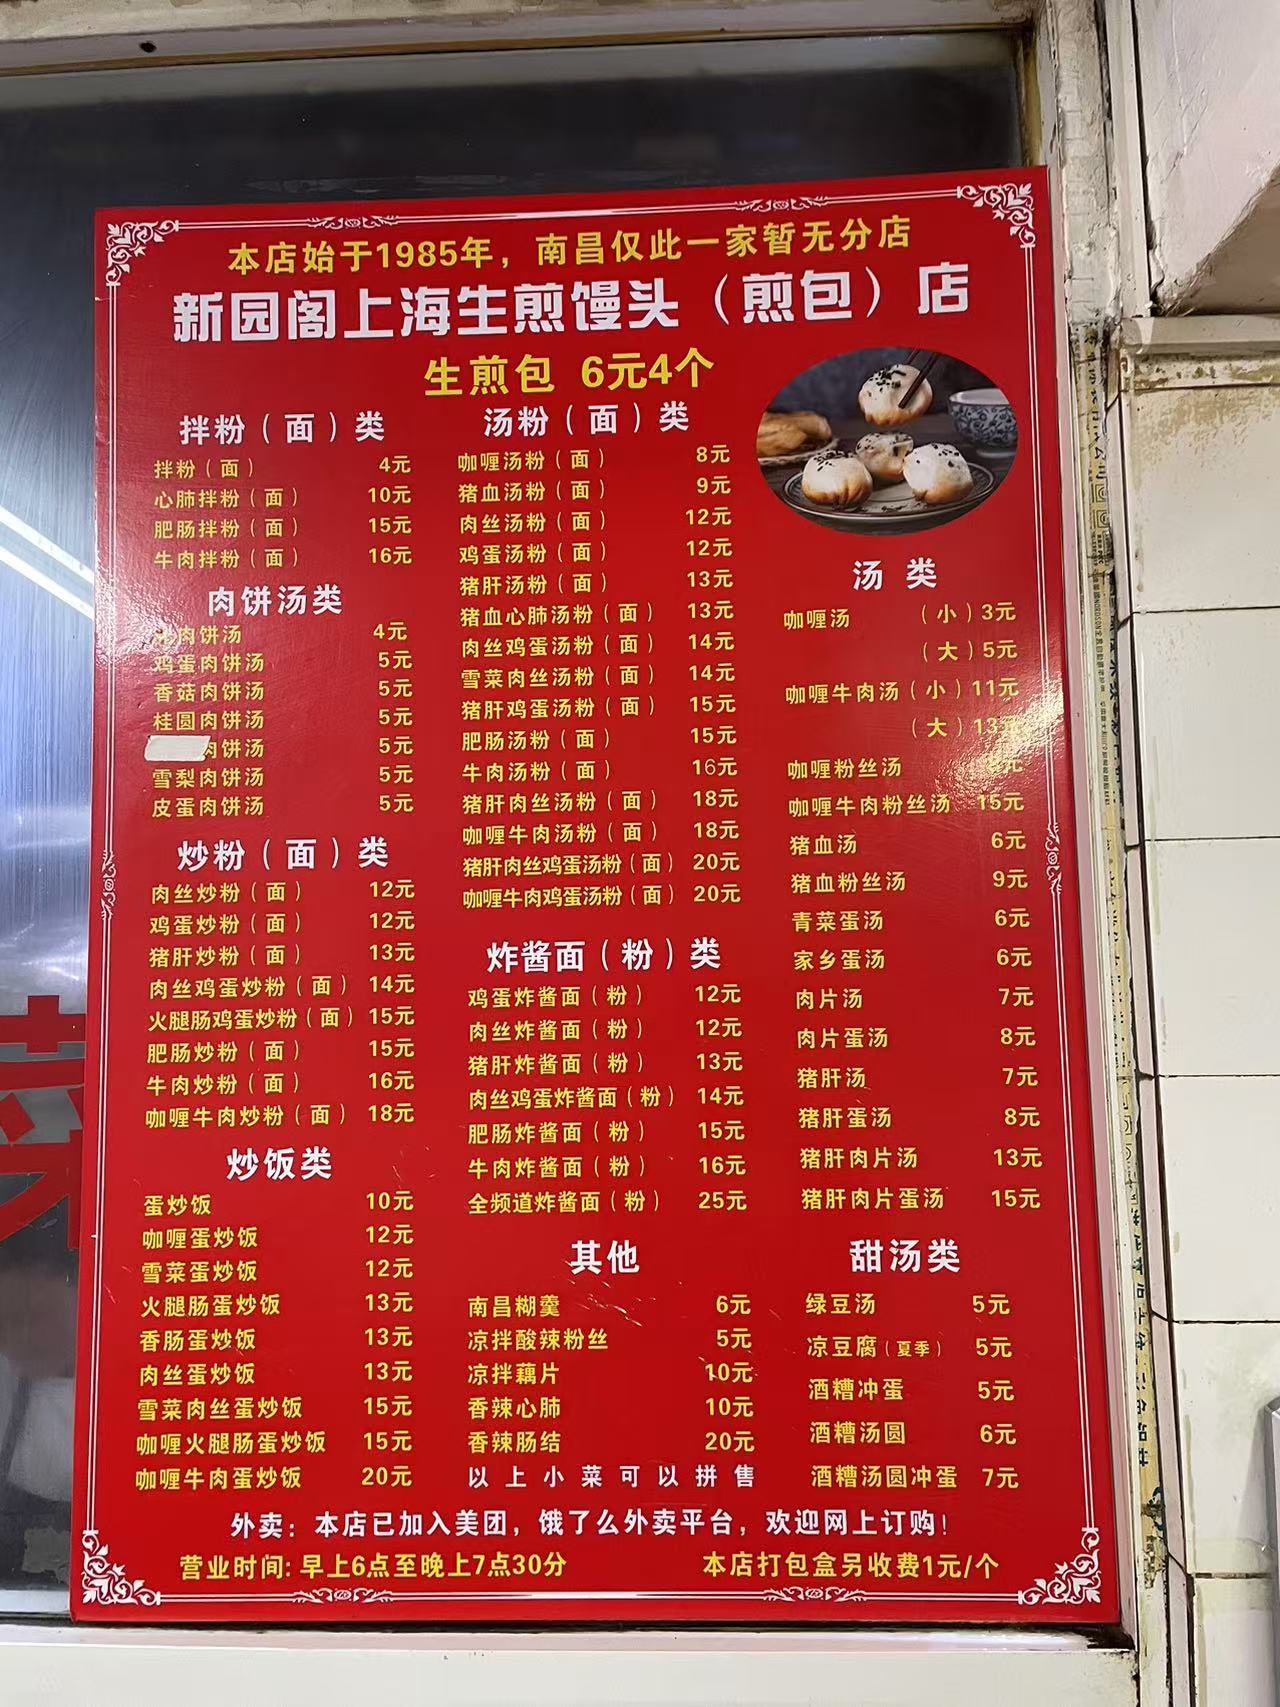 本店始于1985年，南昌仅此一家暂无分店
新园阁上海生煎馒头（煎包）店
生煎包 6元4个
拌粉（面）类
拌粉（面） 4元
心肺拌粉（面） 10元
肥肠拌粉（面） 15元
牛肉拌粉（面） 16元
肉饼汤类
肉饼汤 4元
鸡蛋肉饼汤 5元
香菇肉饼汤 5元
桂圆肉饼汤 5元
肉饼汤 5元
雪梨肉饼汤 5元
皮蛋肉饼汤 5元
炒粉（面）类
肉丝炒粉（面） 12元
鸡蛋炒粉（面） 12元
猪肝炒粉（面） 13元
肉丝鸡蛋炒粉（面） 14元
火腿肠鸡蛋炒粉（面） 15元
肥肠炒粉（面） 15元
牛肉炒粉（面） 16元
咖喱牛肉炒粉（面） 18元
炒饭类
蛋炒饭 10元
咖喱蛋炒饭 12元
雪菜蛋炒饭 12元
火腿肠蛋炒饭 13元
香肠蛋炒饭 13元
肉丝蛋炒饭 13元
雪菜肉丝蛋炒饭 15元
咖喱火腿肠蛋炒饭 15元
咖喱牛肉蛋炒饭 20元
汤粉（面）类
咖喱汤粉（面） 8元
猪血汤粉（面） 9元
肉丝汤粉（面） 12元
鸡蛋汤粉（面） 12元
猪肝汤粉（面） 13元
猪血心肺汤粉（面） 13元
肉丝鸡蛋汤粉（面） 14元
雪菜肉丝汤粉（面） 14元
猪肝鸡蛋汤粉（面） 15元
肥肠汤粉（面） 15元
牛肉汤粉（面） 16元
猪肝肉丝汤粉（面） 18元
咖喱牛肉汤粉（面） 18元
猪肝肉丝鸡蛋汤粉（面） 20元
咖喱牛肉鸡蛋汤粉（面） 20元
炸酱面（粉）类
鸡蛋炸酱面（粉） 12元
肉丝炸酱面（粉） 12元
猪肝炸酱面（粉） 13元
肉丝鸡蛋炸酱面（粉） 14元
肥肠炸酱面（粉） 15元
牛肉炸酱面（粉） 16元
全频道炸酱面（粉） 25元
其他
南昌糊羹 6元
凉拌酸辣粉丝 5元
凉拌藕片 10元
香辣心肺 10元
香辣肠结 20元
以上小菜可以拼售
汤类
咖喱汤 （小）3元
（大）5元
咖喱牛肉汤（小）11元
（大）13元
咖喱粉丝汤 元
咖喱牛肉粉丝汤 15元
猪血汤 6元
猪血粉丝汤 9元
青菜蛋汤 6元
家乡蛋汤 6元
肉片汤 7元
肉片蛋汤 8元
猪肝汤 7元
猪肝蛋汤 8元
猪肝肉片汤 13元
猪肝肉片蛋汤 15元
甜汤类
绿豆汤 5元
凉豆腐（夏季） 5元
酒糟冲蛋 5元
酒糟汤圆 6元
酒糟汤圆冲蛋 7元
外卖：本店已加入美团，饿了么外卖平台，欢迎网上订购！
营业时间：早上6点至晚上7点30分
本店打包盒另收费1元/个
菜